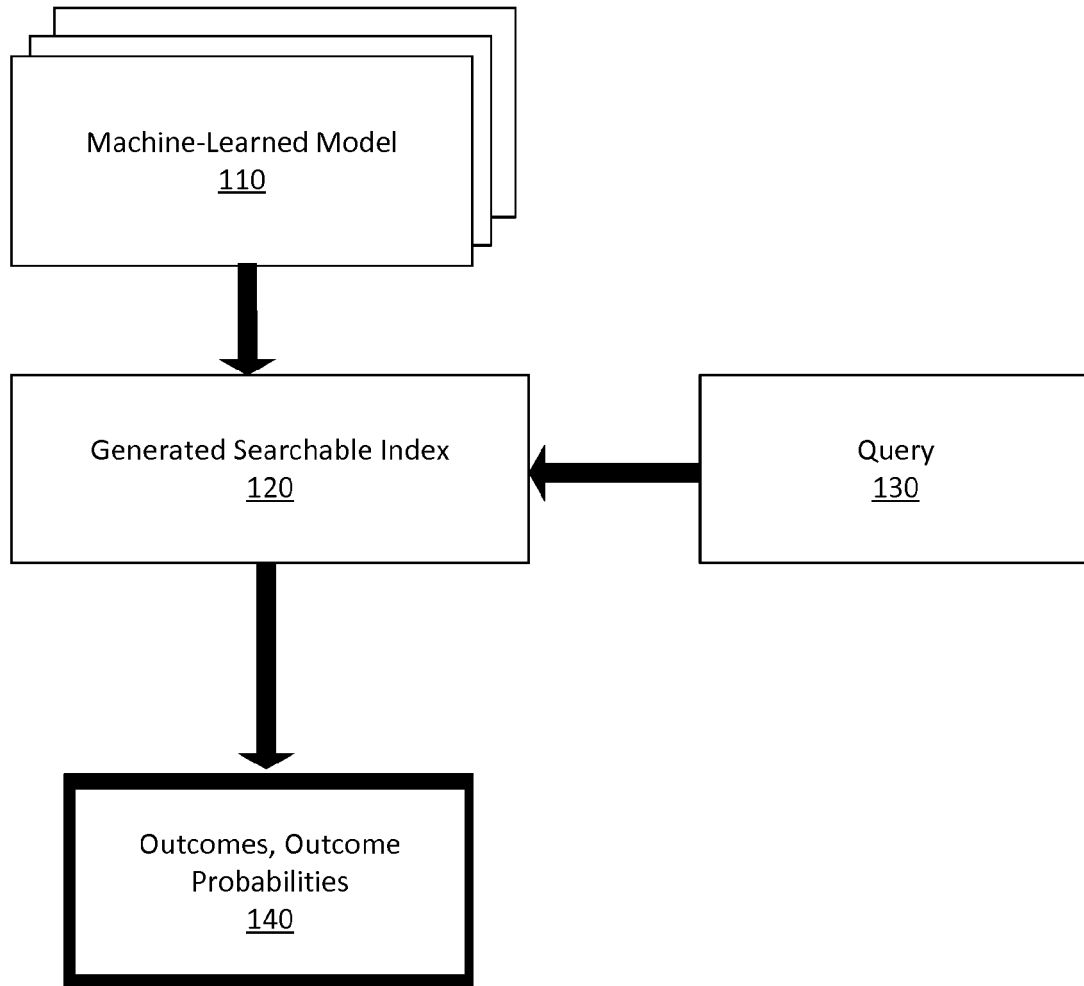 Machine-Learned Model
110
Generated Searchable Index
120
Query
130
Outcomes, Outcome
Probabilities
140